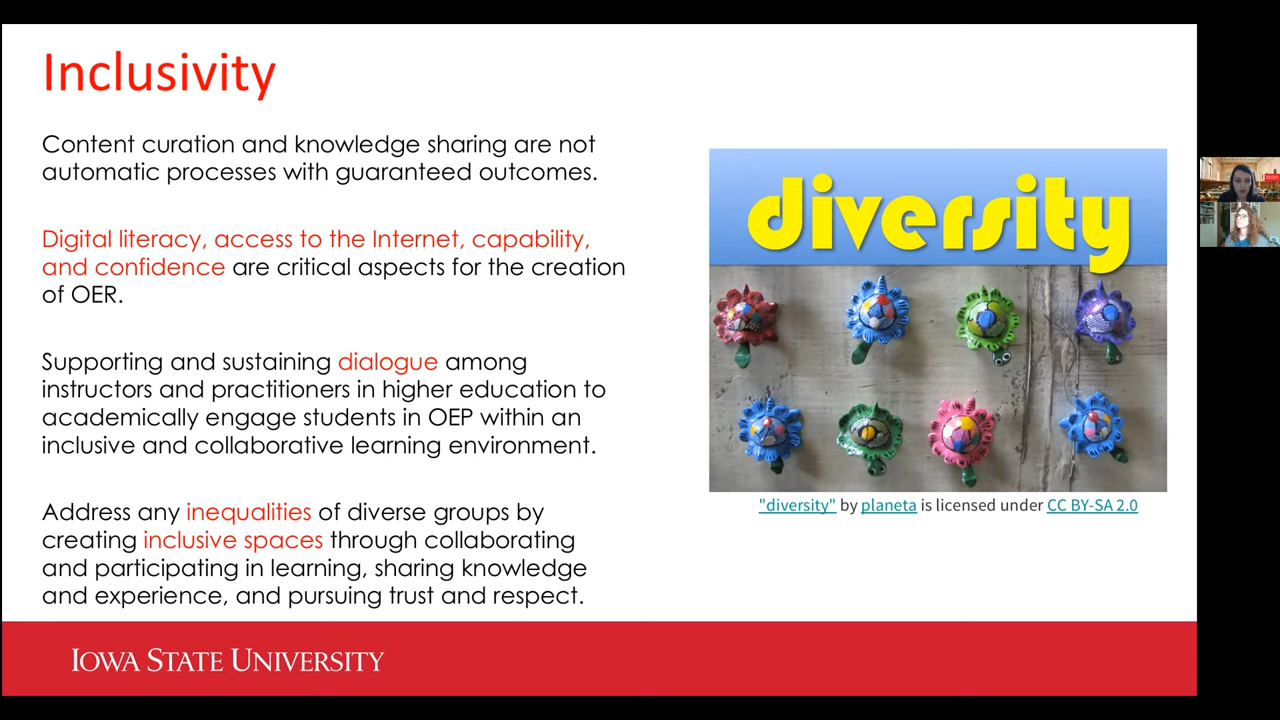 Inclusivity
Content curation and knowledge sharing are not
automatic processes with guaranteed outcomes.
Digital literacy, access to the Internet, capability,
and confidence are critical aspects for the creation
of OER.
Supporting and sustaining dialogue among
instructors and practitioners in higher education to
academically engage students in OEP within an
inclusive and collaborative learning environment.
Address any inequalities of diverse groups by
creating inclusive spaces through collaborating
and participating in learning, sharing knowledge
and experience, and pursuing trust and respect.
diversity
"diversity" by planeta is licensed under CC BY-SA 2.0
IOWA STATE UNIVERSITY